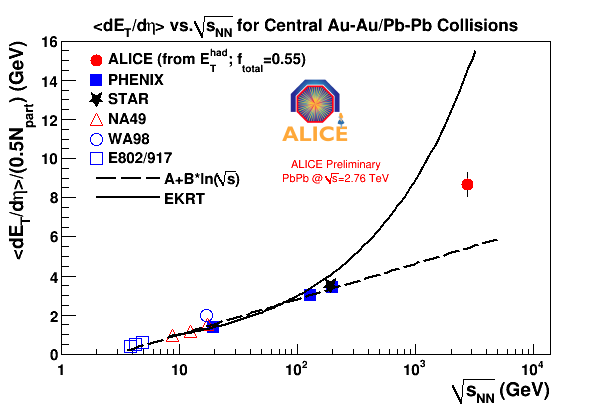 <dE_T/dη> vs.√s_NN for Central Au-Au/Pb-Pb Collisions
<dE_T/dη>/(0.5N_part) (GeV)
16
14
12
10
8
6
4
2
0
ALICE (from E_T^had; f_total=0.55)
PHENIX
STAR
NA49
WA98
E802/917
A+B*ln(√s)
EKRT
ALICE
ALICE Preliminary
PbPb @ √s=2.76 TeV
1 10 10^2 10^3 10^4
√s_NN (GeV)